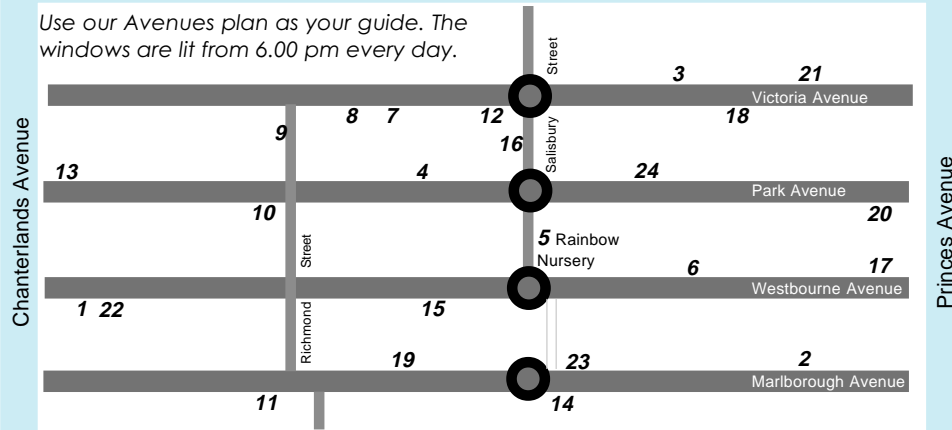 Use our Avenues plan as your guide. The
windows are lit from 6.00 pm every day.
Street
3
21
Victoria Avenue
8
7
12
18
9
16
Salisbury
13
4
24
Park Avenue
10
20
Chanterlands Avenue
Princes Avenue
Street
5 Rainbow
Nursery
6
17
Westbourne Avenue
1 22
15
Richmond
19
23
2
Marlborough Avenue
11
14